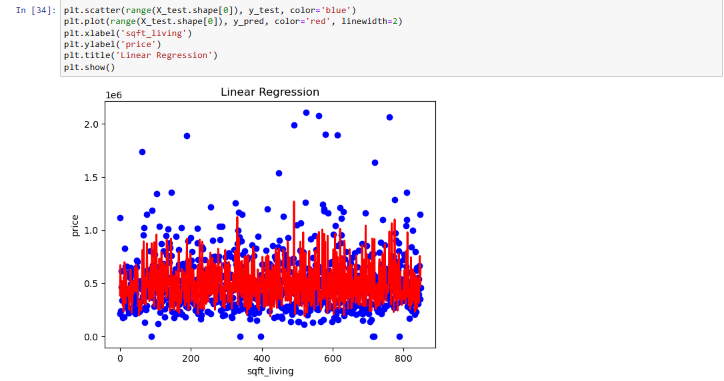 In [34]: plt.scatter(range(X_test.shape[0]), y_test, color='blue')
plt.plot(range(X_test.shape[0]), y_pred, color='red', linewidth=2)
plt.xlabel('sqft_living')
plt.ylabel('price')
plt.title('Linear Regression')
plt.show()
Linear Regression
1e6
2.0
1.5
1.0
0.5
0.0
price
0 200 400 600 800
sqft_living